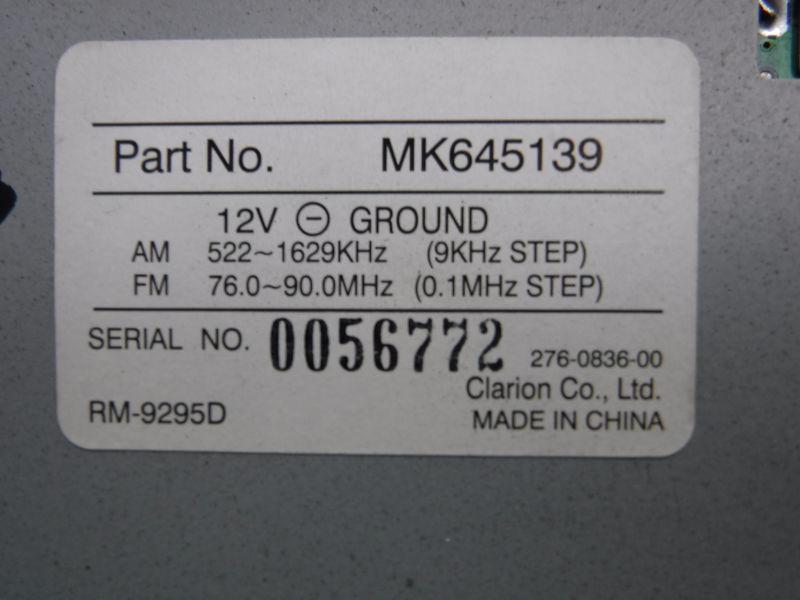 Part No. MK645139
12V ⊖ GROUND
AM 522~1629KHz (9KHz STEP)
FM 76.0~90.0MHz (0.1MHz STEP)
SERIAL NO. 0056772 276-0836-00
Clarion Co., Ltd.
RM-9295D MADE IN CHINA